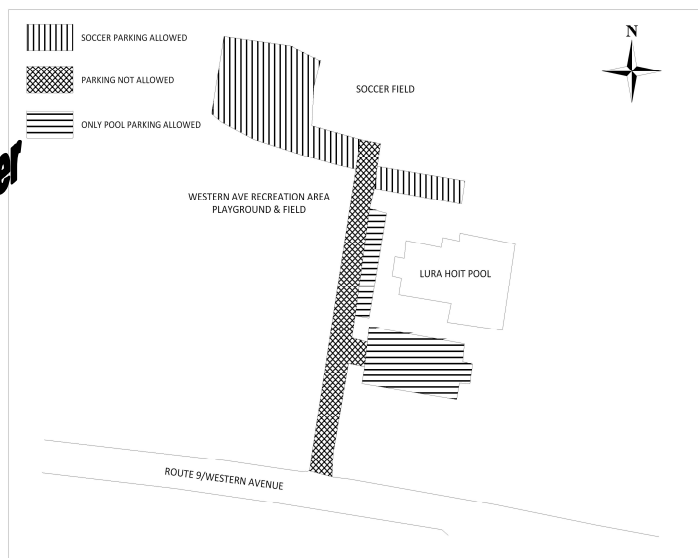 SOCCER PARKING ALLOWED
N
PARKING NOT ALLOWED
SOCCER FIELD
ONLY POOL PARKING ALLOWED
er
WESTERN AVE RECREATION AREA
PLAYGROUND & FIELD
LURA HOIT POOL
ROUTE 9/WESTERN AVENUE